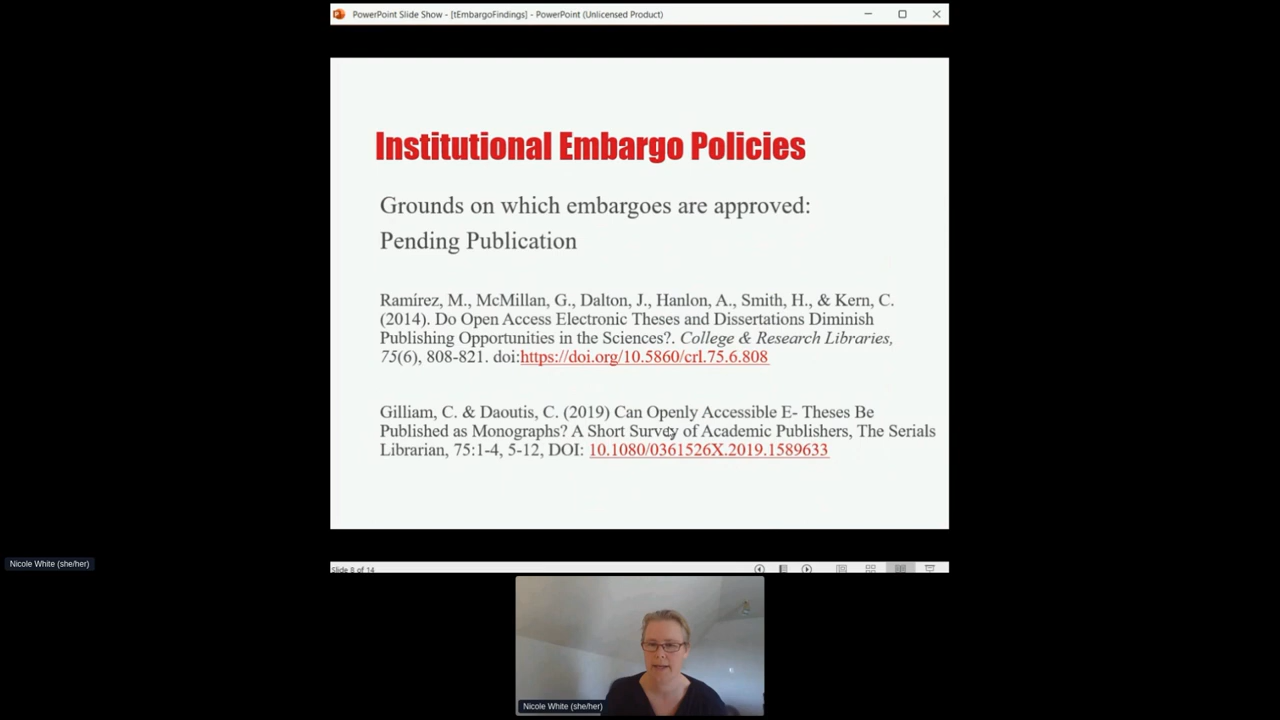 PowerPoint Slide Show - [tEmbargoFindings] - PowerPoint (Unlicensed Product)
Institutional Embargo Policies
Grounds on which embargoes are approved:
Pending Publication
Ramírez, M., McMillan, G., Dalton, J., Hanlon, A., Smith, H., & Kern, C.
(2014). Do Open Access Electronic Theses and Dissertations Diminish
Publishing Opportunities in the Sciences?. College & Research Libraries,
75(6), 808-821. doi:https://doi.org/10.5860/crl.75.6.808
Gilliam, C. & Daoutis, C. (2019) Can Openly Accessible E- Theses Be
Published as Monographs? A Short Survey of Academic Publishers, The Serials
Librarian, 75:1-4, 5-12, DOI: 10.1080/0361526X.2019.1589633
Nicole White (she/her)
Slide 8 of 14
Nicole White (she/her)